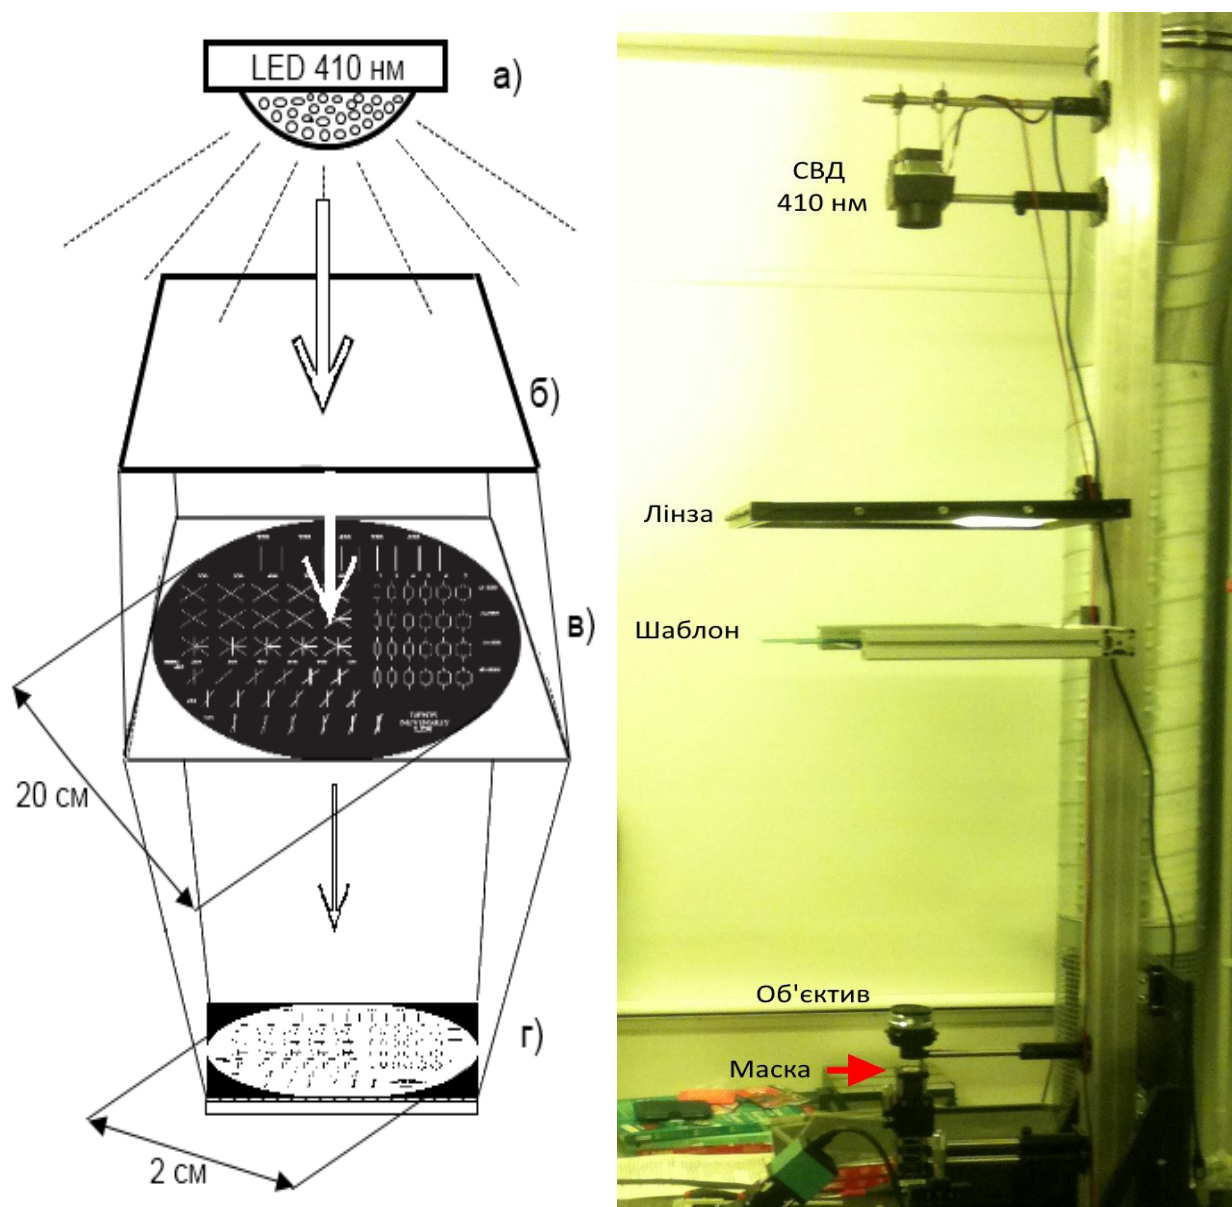 LED 410 нм
а)
б)
в)
20 см
г)
2 см
СВД
410 нм
Лінза
Шаблон
Об'єктив
Маска